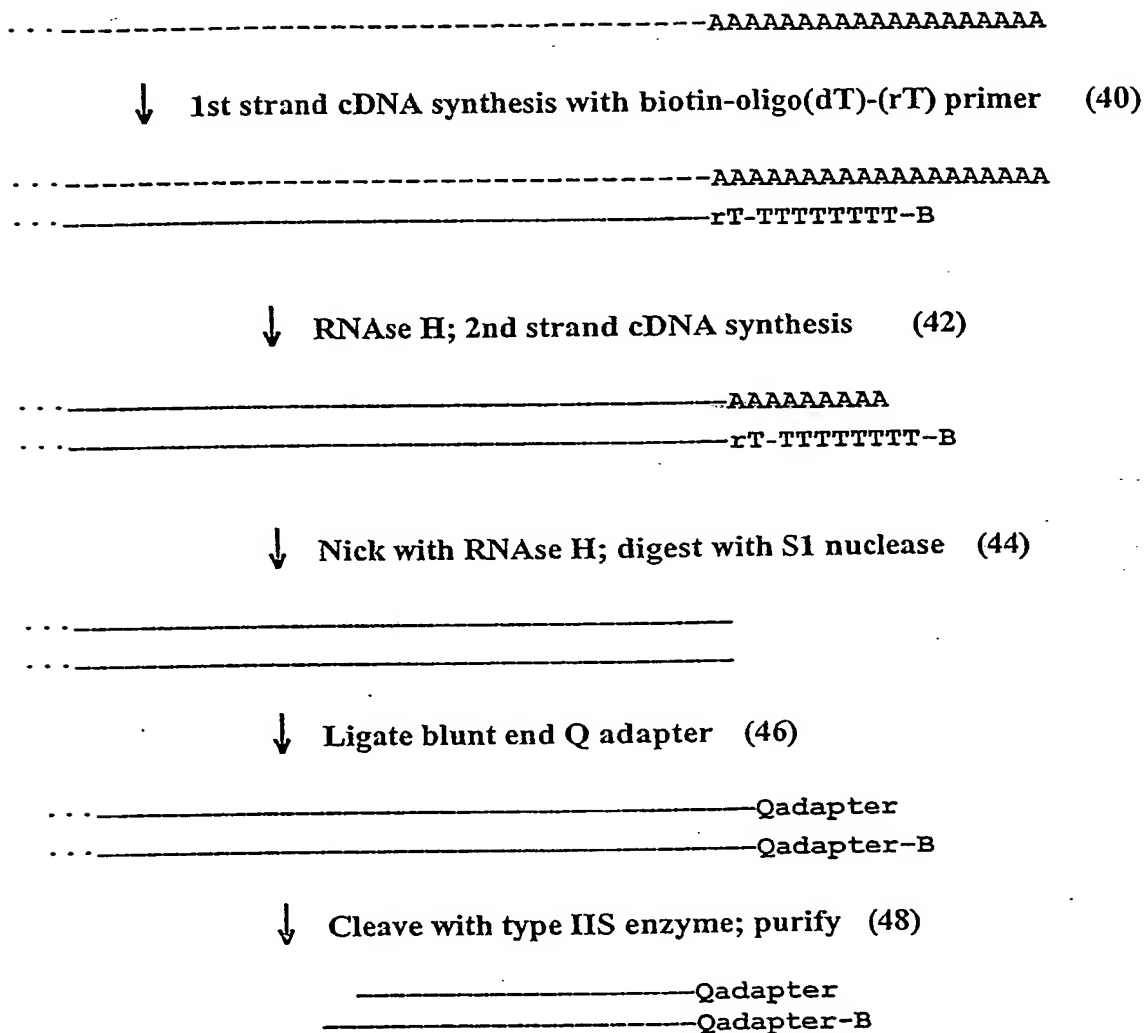 ...----------------------------------AAAAAAAAAAAAAAAAAAA
↓ 1st strand cDNA synthesis with biotin-oligo(dT)-(rT) primer (40)
...----------------------------------AAAAAAAAAAAAAAAAAAA
...——————————————————rT-TTTTTTTT-B
↓ RNAse H; 2nd strand cDNA synthesis (42)
...——————————————————AAAAAAAAA
...——————————————————rT-TTTTTTTT-B
↓ Nick with RNAse H; digest with S1 nuclease (44)
...——————————————————
...——————————————————
↓ Ligate blunt end Q adapter (46)
...——————————————————Qadapter
...——————————————————Qadapter-B
↓ Cleave with type IIS enzyme; purify (48)
——————————Qadapter
———————————Qadapter-B